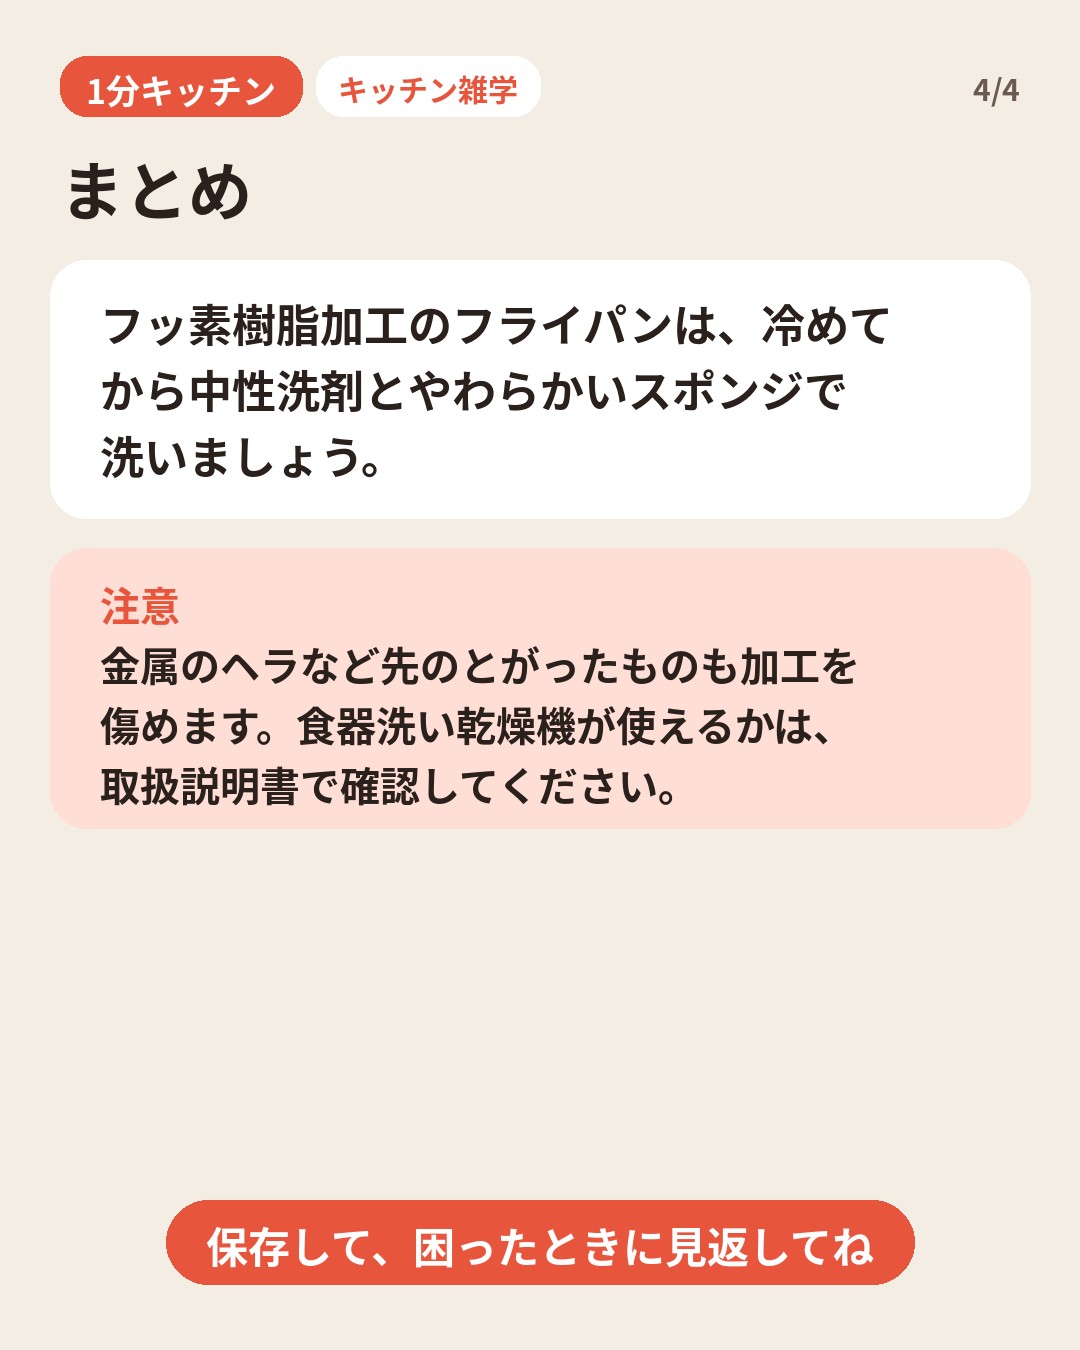 1分キッチン
キッチン雑学
4/4
まとめ
フッ素樹脂加工のフライパンは、冷めて
から中性洗剤とやわらかいスポンジで
洗いましょう。
注意
金属のヘラなど先のとがったものも加工を
傷めます。食器洗い乾燥機が使えるかは、
取扱説明書で確認してください。
保存して、困ったときに見返してね